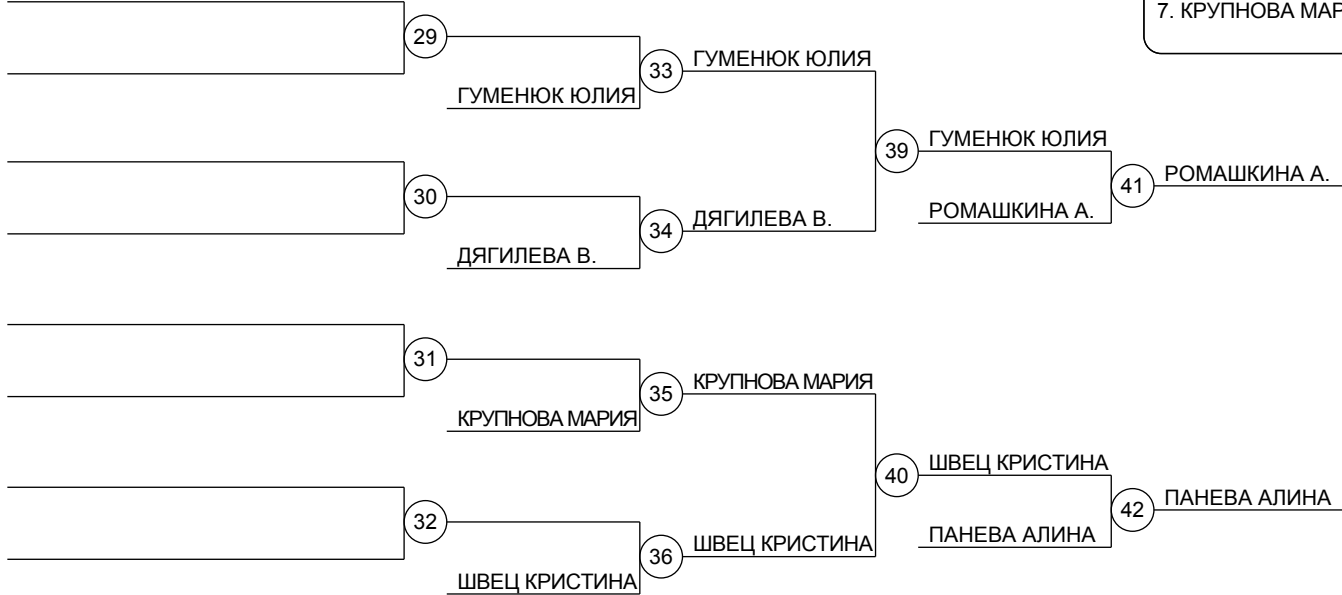 7. КРУПНОВА
29
33
ГУМЕНЮК ЮЛИЯ
ГУМЕНЮК ЮЛИЯ
39
ГУМЕНЮК ЮЛИЯ
30
41
РОМАШКИНА А.
34
ДЯГИЛЕВА В.
РОМАШКИНА А.
ДЯГИЛЕВА В.
31
35
КРУПНОВА МАРИЯ
КРУПНОВА МАРИЯ
40
ШВЕЦ КРИСТИНА
32
42
ПАНЕВА АЛИНА
36
ШВЕЦ КРИСТИНА
ПАНЕВА АЛИНА
ШВЕЦ КРИСТИНА